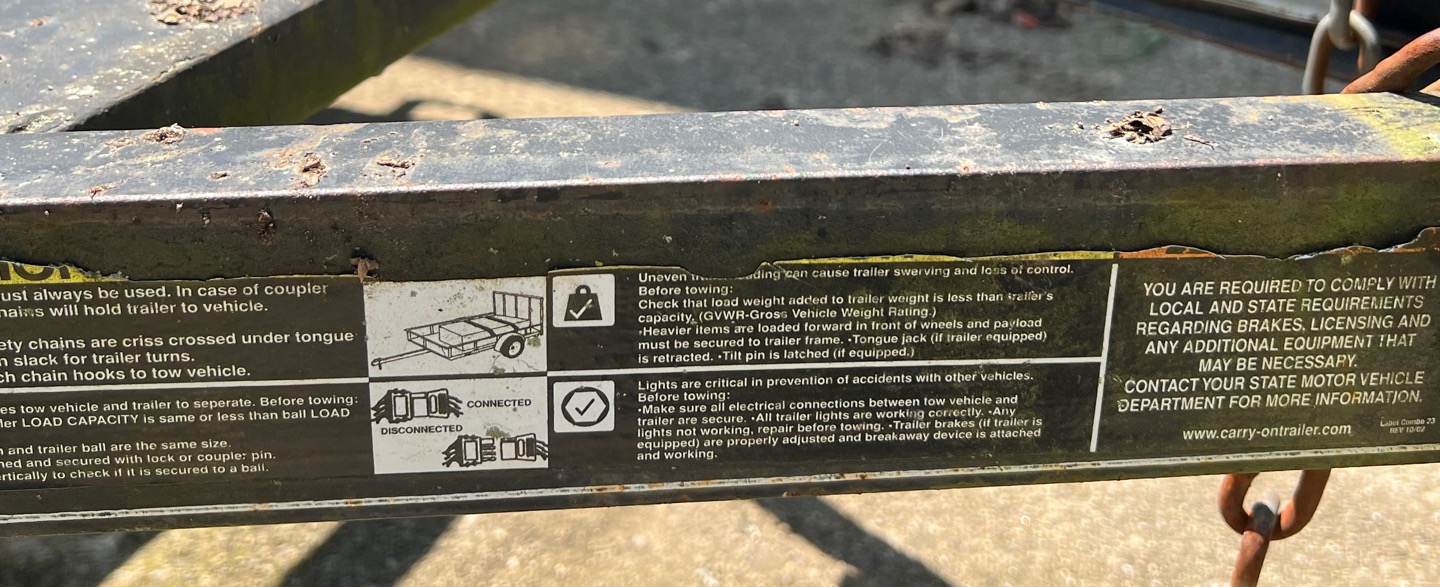 ust always be used. In case of coupler
hains will hold trailer to vehicle.
ety chains are criss crossed under tongue
n slack for trailer turns.
ch chain hooks to tow vehicle.
es tow vehicle and trailer to seperate. Before towing:
ler LOAD CAPACITY is same or less than ball LOAD
n and trailer ball are the same size.
ned and secured with lock or coupler pin.
ertically to check if it is secured to a ball.
CONNECTED
DISCONNECTED
Uneven ding can cause trailer swerving and loss of control.
Before towing:
Check that load weight added to trailer weight is less than trailer's
capacity. (GVWR-Gross Vehicle Weight Rating.)
•Heavier items are loaded forward in front of wheels and payload
must be secured to trailer frame. •Tongue jack (if trailer equipped)
is retracted. •Tilt pin is latched (if equipped.)
Lights are critical in prevention of accidents with other vehicles.
Before towing:
•Make sure all electrical connections between tow vehicle and
trailer are secure. •All trailer lights are working correctly. •Any
lights not working, repair before towing. •Trailer brakes (if trailer is
equipped) are properly adjusted and breakaway device is attached
and working.
YOU ARE REQUIRED TO COMPLY WITH
LOCAL AND STATE REQUIREMENTS
REGARDING BRAKES, LICENSING AND
ANY ADDITIONAL EQUIPMENT THAT
MAY BE NECESSARY.
CONTACT YOUR STATE MOTOR VEHICLE
DEPARTMENT FOR MORE INFORMATION.
www.carry-ontrailer.com
Label Combo 23
REV 10/02